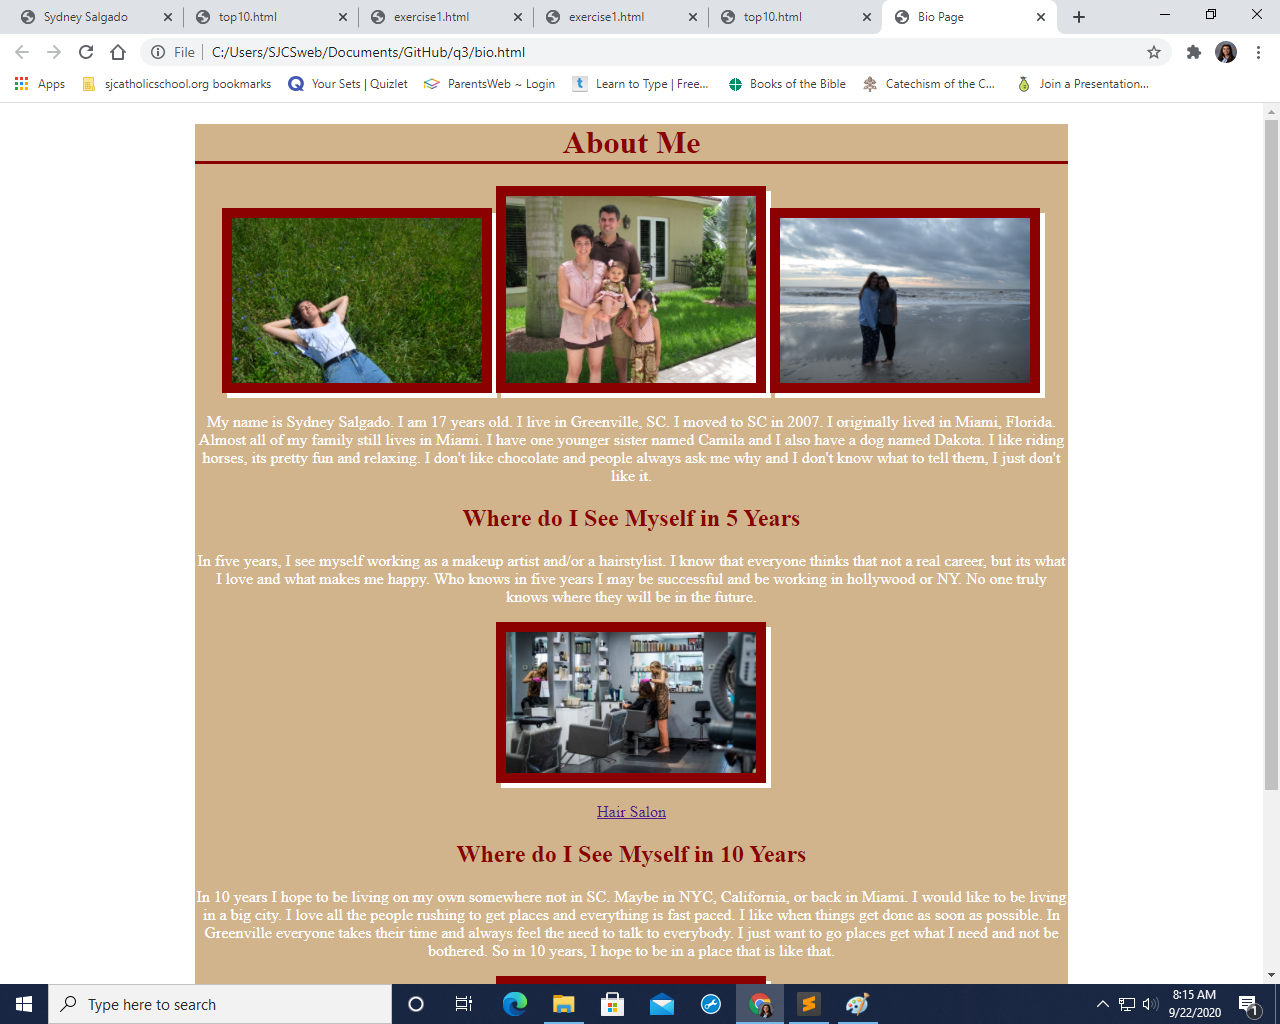 Sydney Salgado
top10.html
exercise1.html
exercise1.html
top10.html
Bio Page
File
C:/Users/SJCSweb/Documents/GitHub/q3/bio.html
Apps
sjcatholicschool.org bookmarks
Your Sets | Quizlet
ParentsWeb ~ Login
Learn to Type | Free...
Books of the Bible
Catechism of the C...
Join a Presentation...
About Me
My name is Sydney Salgado. I am 17 years old. I live in Greenville, SC. I moved to SC in 2007. I originally lived in Miami, Florida.
Almost all of my family still lives in Miami. I have one younger sister named Camila and I also have a dog named Dakota. I like riding
horses, its pretty fun and relaxing. I don't like chocolate and people always ask me why and I don't know what to tell them, I just don't
like it.
Where do I See Myself in 5 Years
In five years, I see myself working as a makeup artist and/or a hairstylist. I know that everyone thinks that not a real career, but its what
I love and what makes me happy. Who knows in five years I may be successful and be working in hollywood or NY. No one truly
knows where they will be in the future.
Hair Salon
Where do I See Myself in 10 Years
In 10 years I hope to be living on my own somewhere not in SC. Maybe in NYC, California, or back in Miami. I would like to be living
in a big city. I love all the people rushing to get places and everything is fast paced. I like when things get done as soon as possible. In
Greenville everyone takes their time and always feel the need to talk to everybody. I just want to go places get what I need and not be
bothered. So in 10 years, I hope to be in a place that is like that.
Type here to search
8:15 AM
9/22/2020
1